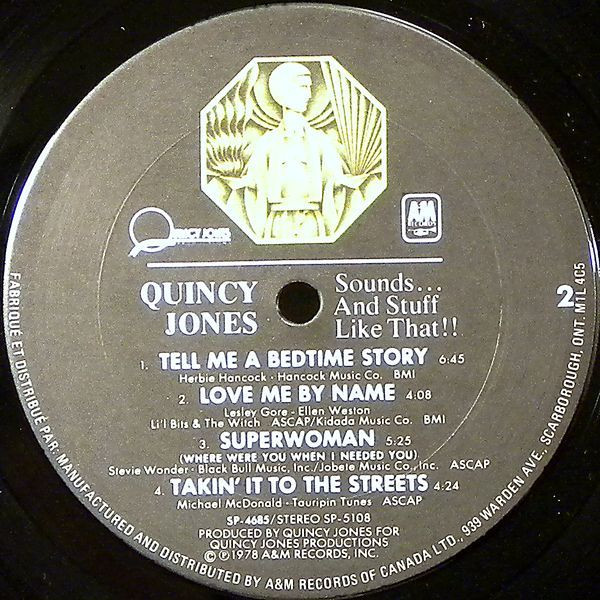 QUINCY JONES
A&M
RECORDS
QUINCY
JONES
Sounds...
And Stuff
Like That!!
2
1. TELL ME A BEDTIME STORY 6:45
Herbie Hancock - Hancock Music Co. BMI
2. LOVE ME BY NAME 4:08
Lesley Gore - Ellen Weston
Li'l Bits & The Witch ASCAP/Kidada Music Co. BMI
3. SUPERWOMAN 5:25
(WHERE WERE YOU WHEN I NEEDED YOU)
Stevie Wonder - Black Bull Music, Inc./Jobete Music Co., Inc. ASCAP
4. TAKIN' IT TO THE STREETS 4:24
Michael McDonald - Tauripin Tunes ASCAP
SP-4685/STEREO SP-5108
PRODUCED BY QUINCY JONES FOR
QUINCY JONES PRODUCTIONS
©℗1978 A&M RECORDS, INC.
FABRIQUE ET DISTRIBUÉ PAR: MANUFACTURED AND DISTRIBUTED BY A&M RECORDS OF CANADA LTD., 939 WARDEN AVE., SCARBOROUGH, ONT. M1L 4C5